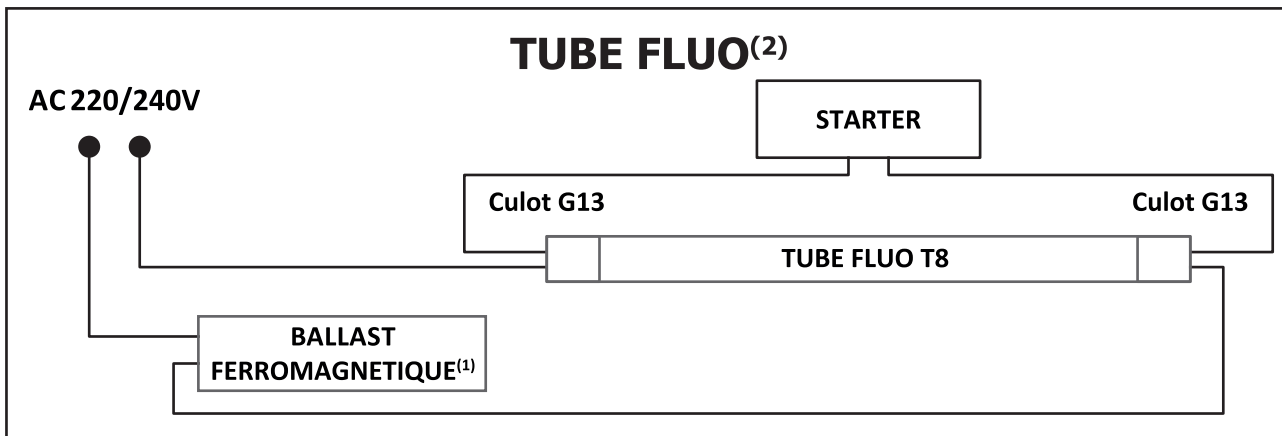 TUBE FLUO(2)
AC 220/240V
STARTER
Culot G13
Culot G13
TUBE FLUO T8
BALLAST
FERROMAGNETIQUE(1)